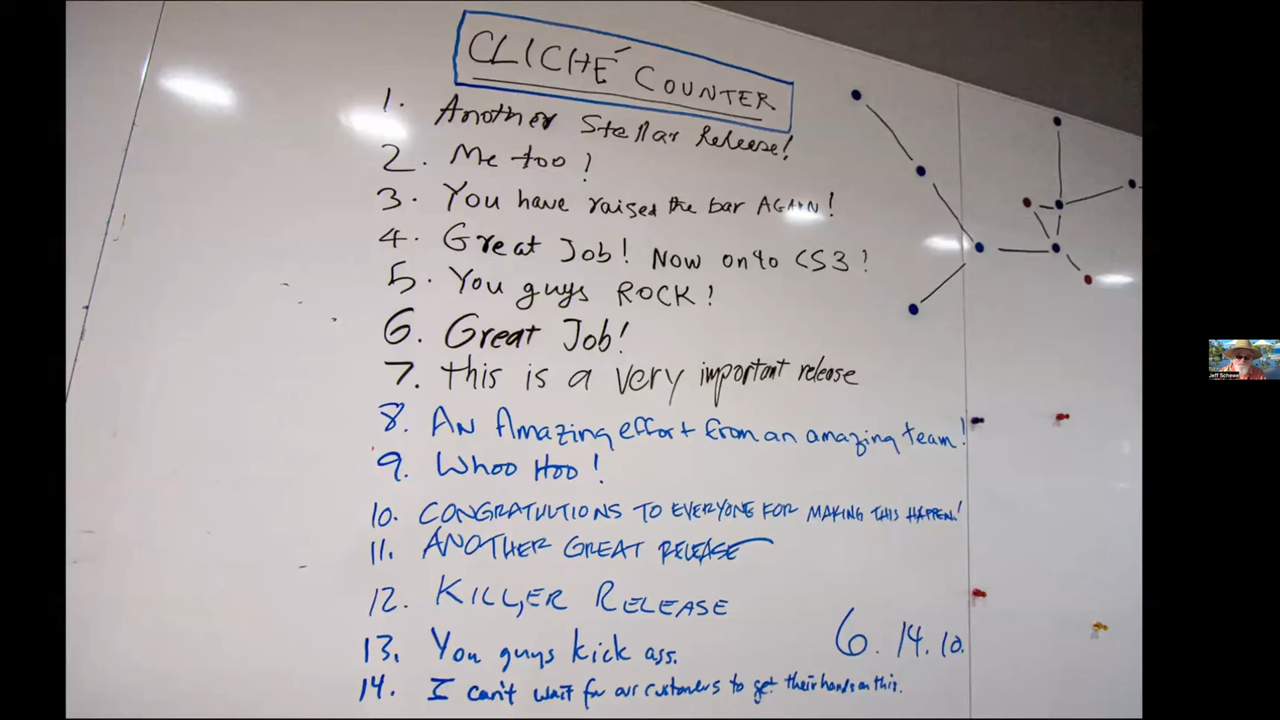 CLICHÉ COUNTER
1. Another Stellar Release!
2. Me too!
3. You have raised the bar AGAIN!
4. Great Job! Now onto CS3!
5. You guys ROCK!
6. Great Job!
7. this is a very important release
8. AN Amazing effort from an amazing team!
9. WHOO HOO!
10. CONGRATULTIONS TO EVERYONE FOR MAKING THIS HAPPEN!
11. ANOTHER GREAT RELEASE
12. KILLER RELEASE
13. You guys kick ass.
6.14.10.
14. I can't wait for our customers to get their hands on this.
Jeff Schewe